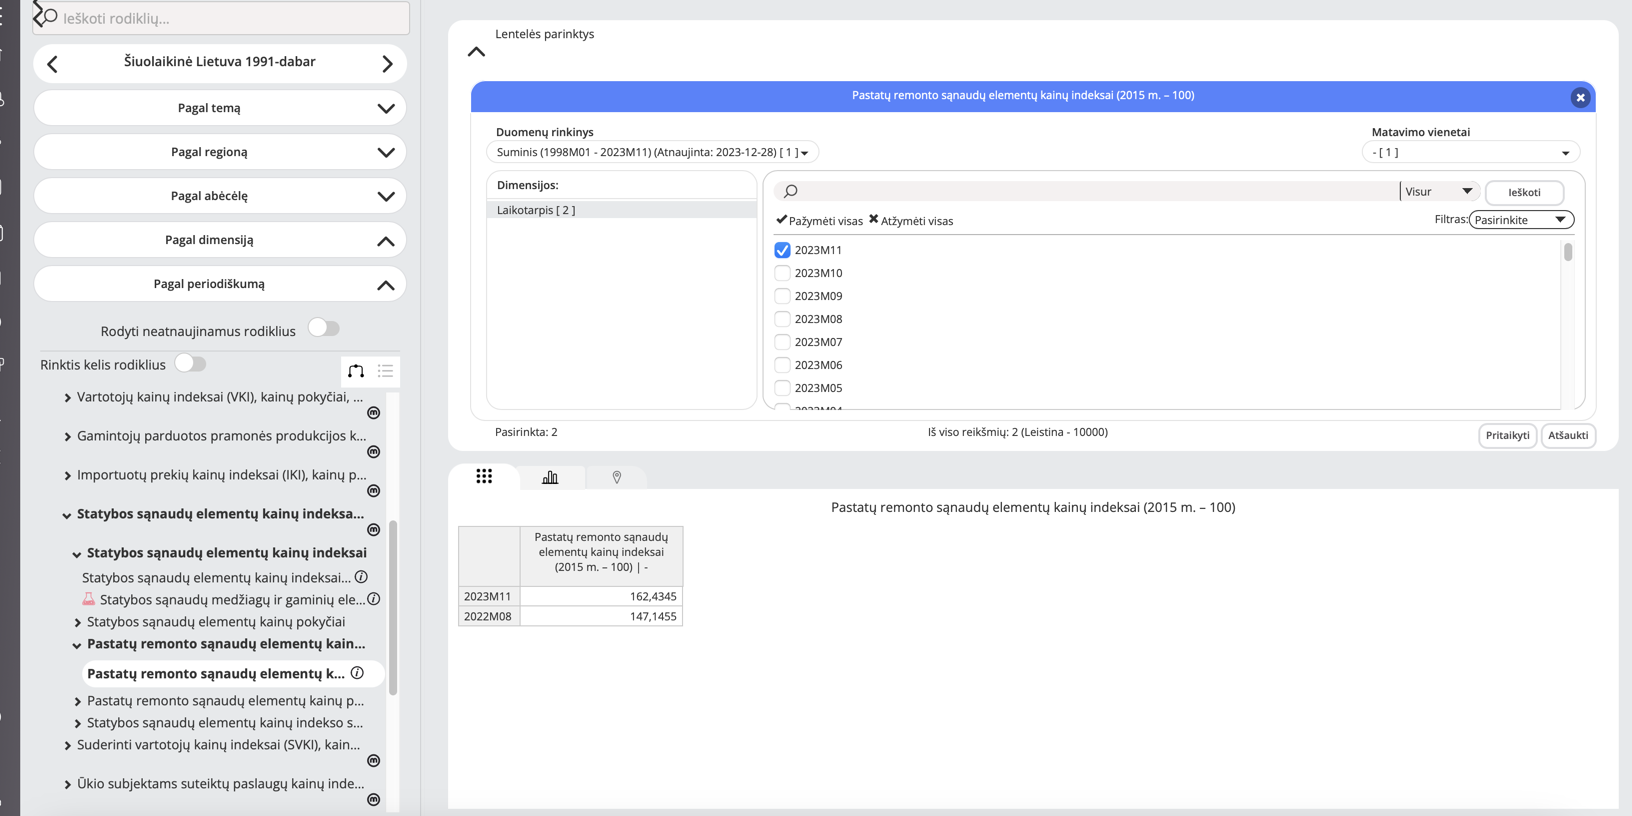 Ieškoti rodiklių...
Šiuolaikinė Lietuva 1991-dabar
Pagal temą
Pagal regioną
Pagal abėcėlę
Pagal dimensiją
Pagal periodiškumą
Rodyti neatnaujinamus rodiklius
Rinktis kelis rodiklius
Vartotojų kainų indeksai (VKI), kainų pokyčiai, ...
Gamintojų parduotos pramonės produkcijos k...
Importuotų prekių kainų indeksai (IKI), kainų p...
Statybos sąnaudų elementų kainų indeksa...
Statybos sąnaudų elementų kainų indeksai
Statybos sąnaudų elementų kainų indeksai...
Statybos sąnaudų medžiagų ir gaminių ele...
Statybos sąnaudų elementų kainų pokyčiai
Pastatų remonto sąnaudų elementų kain...
Pastatų remonto sąnaudų elementų k...
Pastatų remonto sąnaudų elementų kainų p...
Statybos sąnaudų elementų kainų indekso s...
Suderinti vartotojų kainų indeksai (SVKI), kain...
Ūkio subjektams suteiktų paslaugų kainų inde...
Lentelės parinktys
Pastatų remonto sąnaudų elementų kainų indeksai (2015 m. – 100)
Duomenų rinkinys
Matavimo vienetai
Suminis (1998M01 - 2023M11) (Atnaujinta: 2023-12-28) [ 1 ]
- [ 1 ]
Dimensijos:
Laikotarpis [ 2 ]
Visur
Ieškoti
Pažymėti visas
Atžymėti visas
Filtras:
Pasirinkite
2023M11
2023M10
2023M09
2023M08
2023M07
2023M06
2023M05
2023M04
Pasirinkta: 2
Iš viso reikšmių: 2 (Leistina - 10000)
Pritaikyti
Atšaukti
Pastatų remonto sąnaudų elementų kainų indeksai (2015 m. – 100)
Pastatų remonto sąnaudų
elementų kainų indeksai
(2015 m. – 100) | -
2023M11 162,4345
2022M08 147,1455